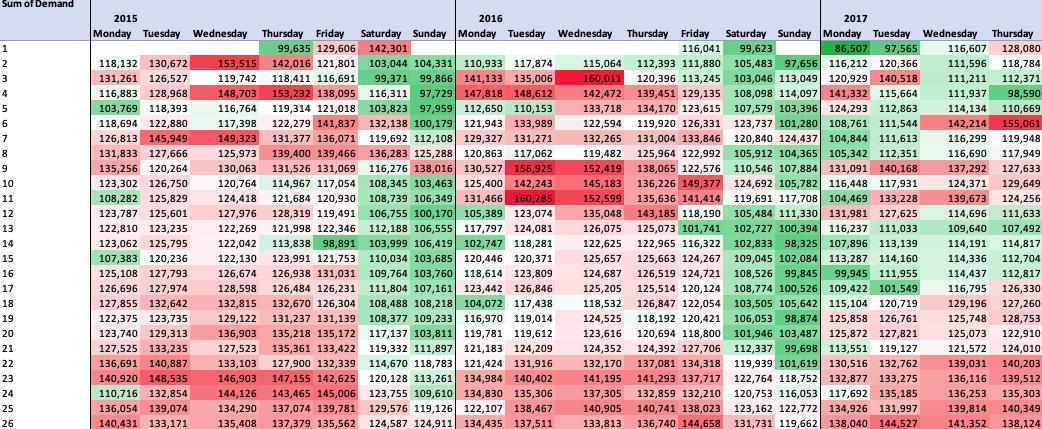 Sum of Demand
2015 2016 2017
Monday Tuesday Wednesday Thursday Friday Saturday Sunday Monday Tuesday Wednesday Thursday Friday Saturday Sunday Monday Tuesday Wednesday Thursday
1 99,635 129,606 142,301 116,041 99,623 86,507 97,565 116,607 128,080
2 118,132 130,672 153,515 142,016 121,801 103,044 104,331 110,933 117,874 115,064 112,393 111,880 105,483 97,656 116,212 120,366 111,596 118,784
3 131,261 126,527 119,742 118,411 116,691 99,371 99,866 141,133 135,006 160,011 120,396 113,245 103,046 113,049 120,929 140,518 111,211 112,371
4 116,883 128,968 148,703 153,232 138,095 116,311 97,729 147,818 148,612 142,472 139,451 129,135 108,098 114,097 141,332 115,664 111,937 98,590
5 103,769 118,393 116,764 119,314 121,018 103,823 97,959 112,650 110,153 133,718 134,170 123,615 107,579 103,396 124,293 112,863 114,134 110,669
6 118,694 122,880 117,398 122,279 141,837 132,138 100,179 121,943 133,989 122,594 119,920 126,331 123,737 101,280 108,761 111,544 142,214 155,061
7 126,813 145,949 149,323 131,377 136,071 119,692 112,108 129,327 131,271 132,265 131,004 133,846 120,840 124,437 104,844 111,613 116,299 119,948
8 131,833 127,666 125,973 139,400 139,466 136,283 125,288 120,863 117,062 119,482 125,964 122,992 105,912 104,365 105,342 112,351 116,690 117,949
9 135,256 120,264 130,063 131,526 131,069 116,276 138,016 130,527 156,925 152,419 138,065 122,576 110,546 107,884 131,091 140,168 137,292 127,633
10 123,302 126,750 120,764 114,967 117,054 108,345 103,463 125,400 142,243 145,183 136,226 149,377 124,692 105,782 116,448 117,931 124,371 129,649
11 108,282 110,997 124,418 121,684 120,930 108,739 106,349 131,466 160,285 152,599 135,636 141,414 119,691 117,708 104,469 133,228 139,673 124,256
12 123,787 125,601 127,976 128,319 119,491 106,755 100,170 105,389 123,074 135,048 143,185 118,190 105,484 111,330 131,981 127,625 114,696 111,633
13 122,810 123,235 122,269 121,998 122,346 112,188 106,555 117,797 124,081 126,075 125,073 101,741 102,727 100,394 116,232 111,033 109,640 107,492
14 123,062 125,795 122,042 113,838 98,891 103,999 106,419 102,747 118,281 122,625 122,965 116,322 102,833 98,325 107,896 113,139 114,191 114,817
15 107,383 120,236 122,130 123,991 121,753 110,034 103,685 120,446 120,371 125,657 125,663 124,267 109,045 102,084 113,287 114,160 114,336 112,704
16 125,108 127,793 126,674 126,938 131,031 109,764 103,760 118,614 123,809 124,687 126,519 124,721 108,526 99,845 99,945 111,955 114,437 112,817
17 126,696 127,974 128,598 126,484 126,231 111,804 107,161 123,442 126,846 125,205 125,514 120,124 108,774 100,526 109,422 101,549 116,795 126,330
18 127,855 132,642 132,815 132,670 126,304 108,488 108,218 104,072 117,438 118,532 126,847 122,054 103,505 105,642 115,104 120,719 129,196 127,260
19 122,375 123,735 129,122 131,237 131,139 108,377 109,233 116,970 119,014 124,525 118,192 120,421 106,053 98,874 125,858 126,761 125,748 128,753
20 123,740 129,313 136,903 135,218 135,172 117,137 103,811 119,781 119,612 123,616 120,694 118,800 101,946 103,487 125,872 127,821 125,073 122,910
21 127,525 133,235 127,523 135,361 133,422 119,332 111,897 121,183 124,209 124,352 124,392 127,706 112,337 99,698 113,551 119,127 121,572 124,010
22 136,691 140,887 133,103 127,900 132,339 114,670 118,783 121,424 131,916 132,170 137,081 134,318 119,939 101,619 130,516 132,762 139,031 140,203
23 140,920 148,535 146,903 147,155 142,625 120,128 113,261 134,984 140,402 141,195 141,293 137,717 122,764 118,752 132,877 133,275 136,116 139,512
24 110,716 132,854 144,126 143,465 145,006 123,755 109,610 134,830 135,306 137,305 132,859 132,210 120,753 116,053 117,692 135,185 136,253 135,303
25 136,054 139,074 134,290 137,074 139,781 129,576 119,126 122,107 138,467 140,905 140,741 138,023 123,162 122,772 134,926 131,997 139,814 140,349
26 140,431 133,171 135,408 137,379 135,562 124,587 124,911 134,435 137,511 133,813 136,740 144,658 131,731 119,662 138,040 144,527 141,352 138,124